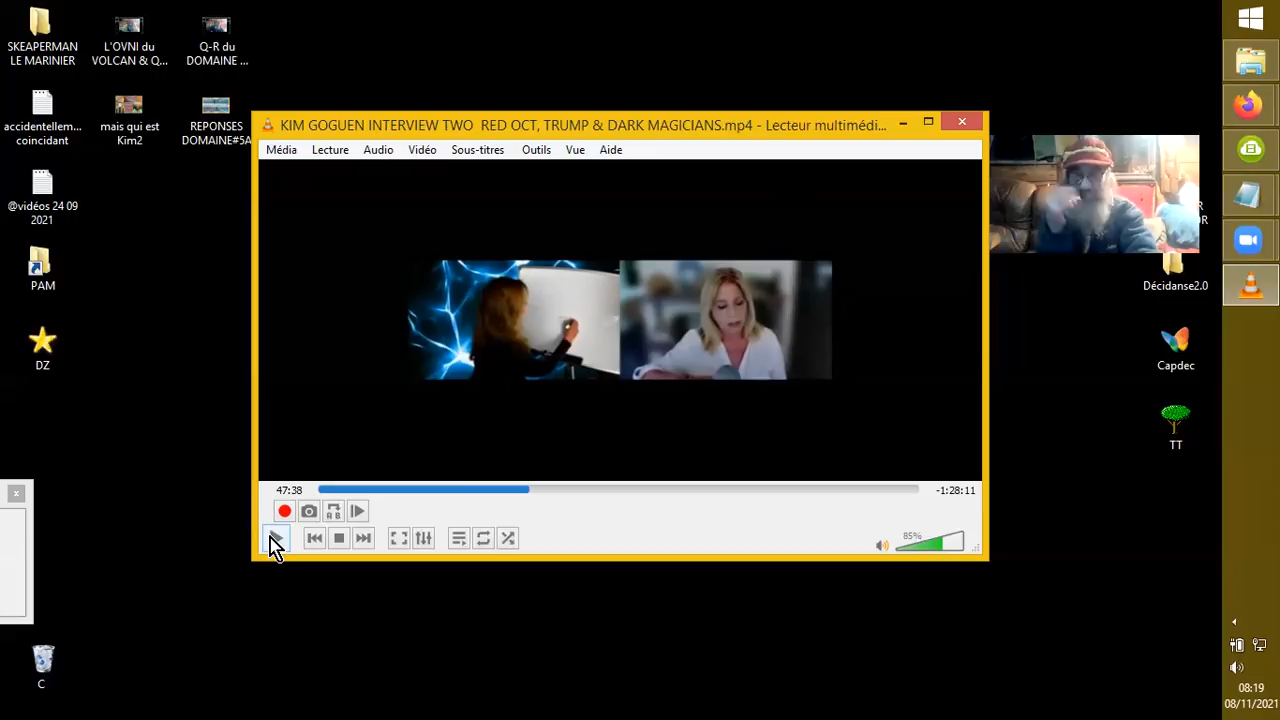 SKEAPERMAN
LE MARINIER
L'OVNI du
VOLCAN & Q...
Q-R du
DOMAINE ...
accidentellem...
coincidant
mais qui est
Kim2
REPONSES
DOMAINE#5A
@vidéos 24 09
2021
PAM
DZ
C
KIM GOGUEN INTERVIEW TWO  RED OCT, TRUMP & DARK MAGICIANS.mp4 - Lecteur multimédi...
Média Lecture Audio Vidéo Sous-titres Outils Vue Aide
47:38
-1:28:11
A B
85%
Décidanse2.0
Capdec
TT
08:19
08/11/2021